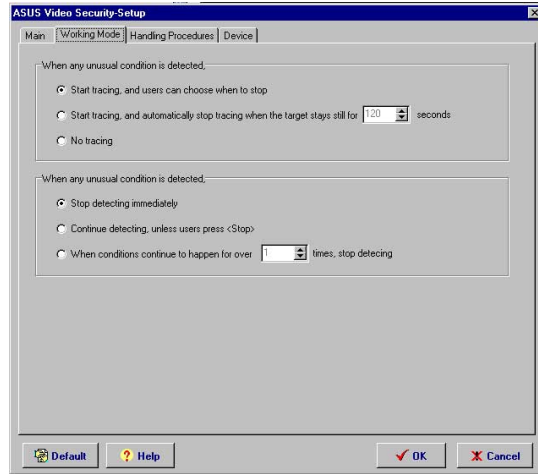 ASUS Video Security-Setup
Main Working Mode Handling Procedures Device
When any unusual condition is detected,
Start tracing, and users can choose when to stop
Start tracing, and automatically stop tracing when the target stays still for 120 seconds
No tracing
When any unusual condition is detected,
Stop detecting immediately
Continue detecting, unless users press <Stop>
When conditions continue to happen for over 1 times, stop detecing
Default ? Help OK Cancel